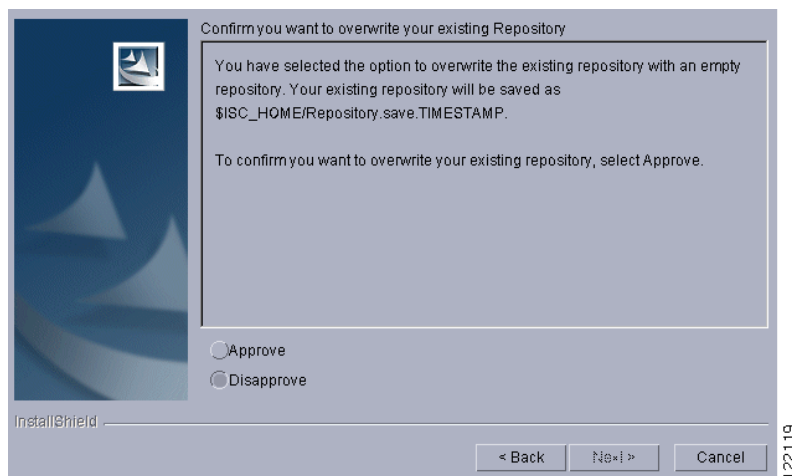 Confirm you want to overwrite your existing Repository
You have selected the option to overwrite the existing repository with an empty
repository. Your existing repository will be saved as
$ISC_HOME/Repository.save.TIMESTAMP.
To confirm you want to overwrite your existing repository, select Approve.
Approve
Disapprove
InstallShield
< Back
Next >
Cancel
122119